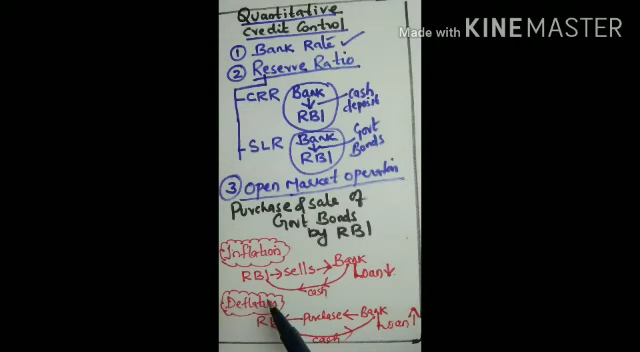 Quantitative
Credit Control
Made with KINEMASTER
① Bank Rate ✓
② Reserve Ratio
CRR Bank cash deposit
RBI
SLR Bank Govt Bonds
RBI
③ Open Market Operation
Purchase & sale of
Govt Bonds
by RBI
Inflation
RBI → sells → Bank Loan ↓
cash
Deflation
RB Purchase ← Bank Loan ↑
cash